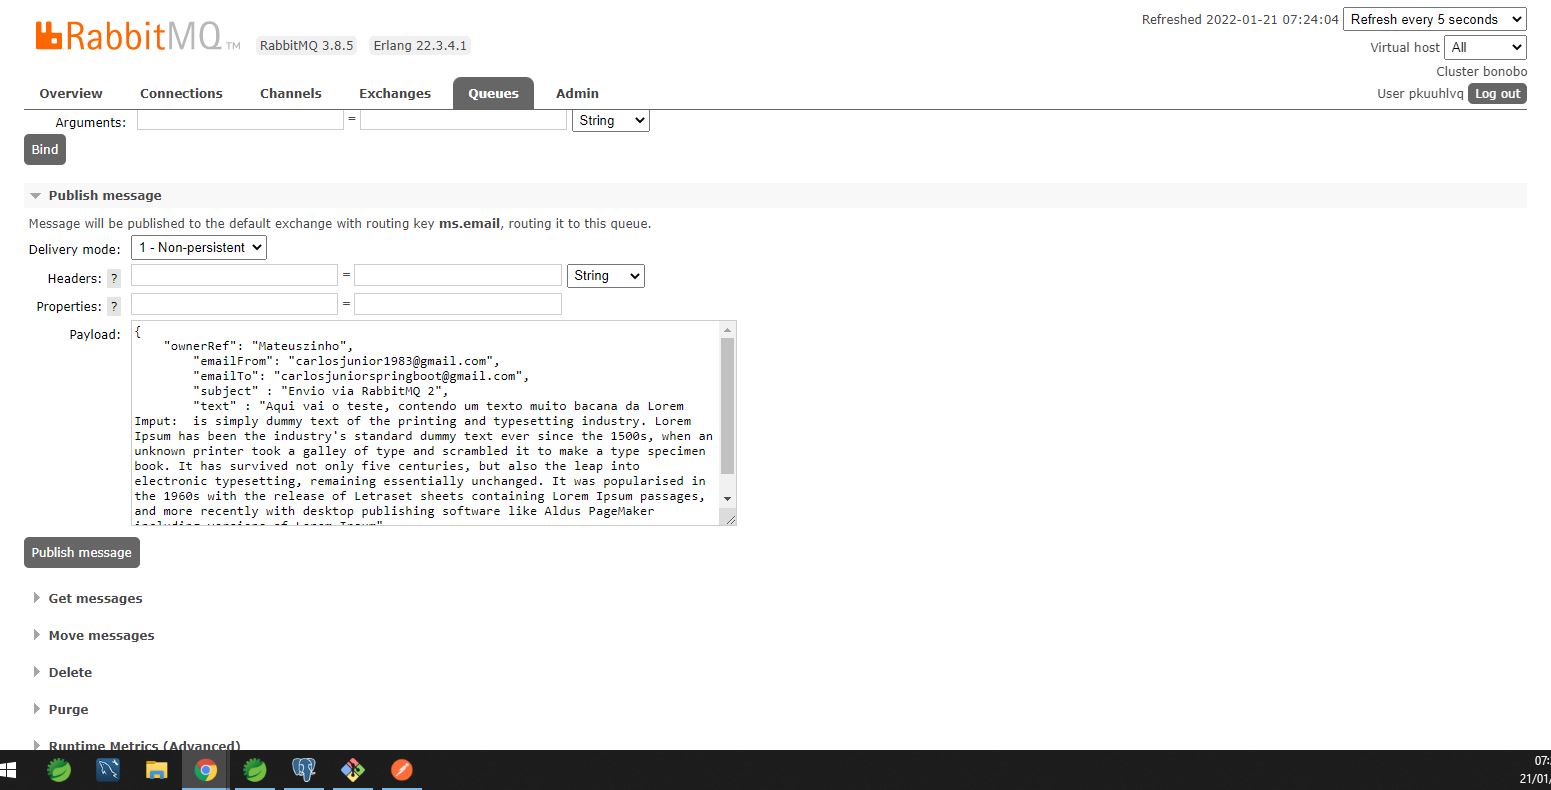 RabbitMQ TM RabbitMQ 3.8.5 Erlang 22.3.4.1
Refreshed 2022-01-21 07:24:04 Refresh every 5 seconds
Virtual host All
Cluster bonobo
User pkuuhlvq Log out
Overview Connections Channels Exchanges Queues Admin
Arguments: = String
Bind
Publish message
Message will be published to the default exchange with routing key ms.email, routing it to this queue.
Delivery mode: 1 - Non-persistent
Headers: ? = String
Properties: ? =
Payload:
{
"ownerRef": "Mateuszinho",
"emailFrom": "carlosjunior1983@gmail.com",
"emailTo": "carlosjuniorspringboot@gmail.com",
"subject" : "Envio via RabbitMQ 2",
"text" : "Aqui vai o teste, contendo um texto muito bacana da Lorem
Imput:  is simply dummy text of the printing and typesetting industry. Lorem
Ipsum has been the industry's standard dummy text ever since the 1500s, when an
unknown printer took a galley of type and scrambled it to make a type specimen
book. It has survived not only five centuries, but also the leap into
electronic typesetting, remaining essentially unchanged. It was popularised in
the 1960s with the release of Letraset sheets containing Lorem Ipsum passages,
and more recently with desktop publishing software like Aldus PageMaker
including versions of Lorem Ipsum"
Publish message
Get messages
Move messages
Delete
Purge
Runtime Metrics (Advanced)
07:
21/01/